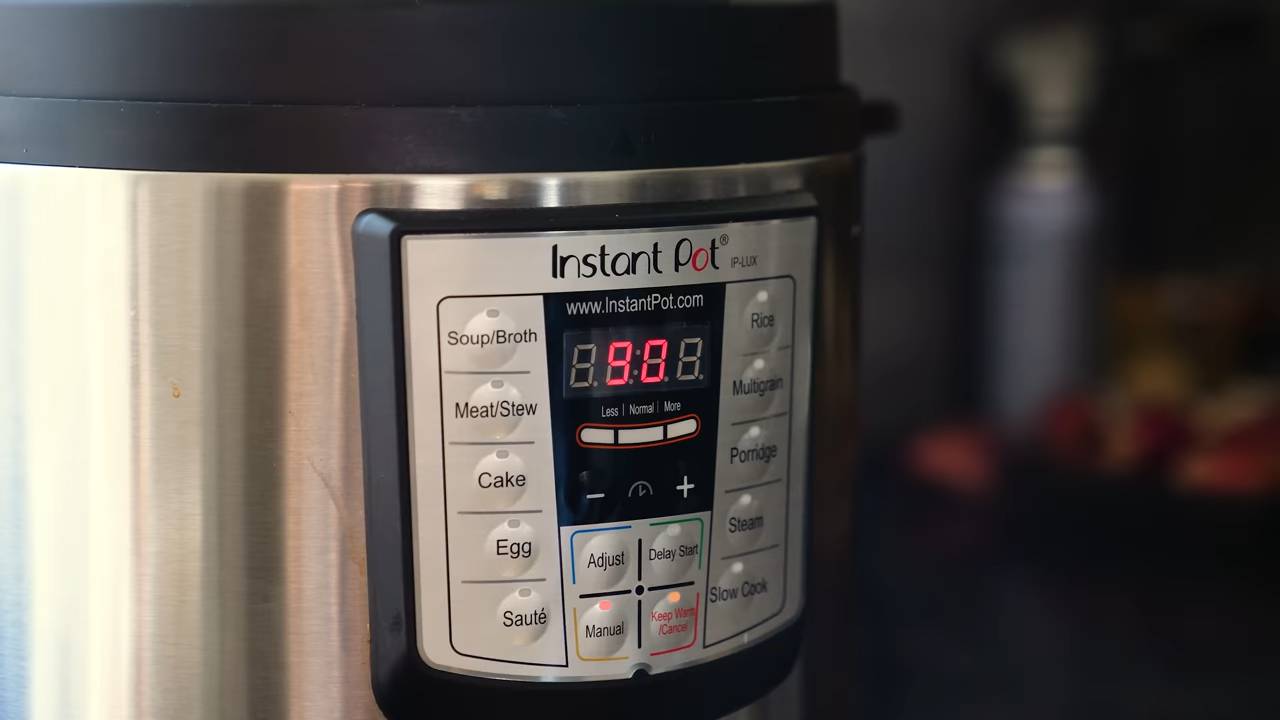 Instant Pot® IP-LUX
www.InstantPot.com
90
Less | Normal | More
Soup/Broth
Meat/Stew
Cake
Egg
Sauté
Rice
Multigrain
Porridge
Steam
Slow Cook
− +
Adjust
Delay Start
Manual
Keep Warm
/Cancel